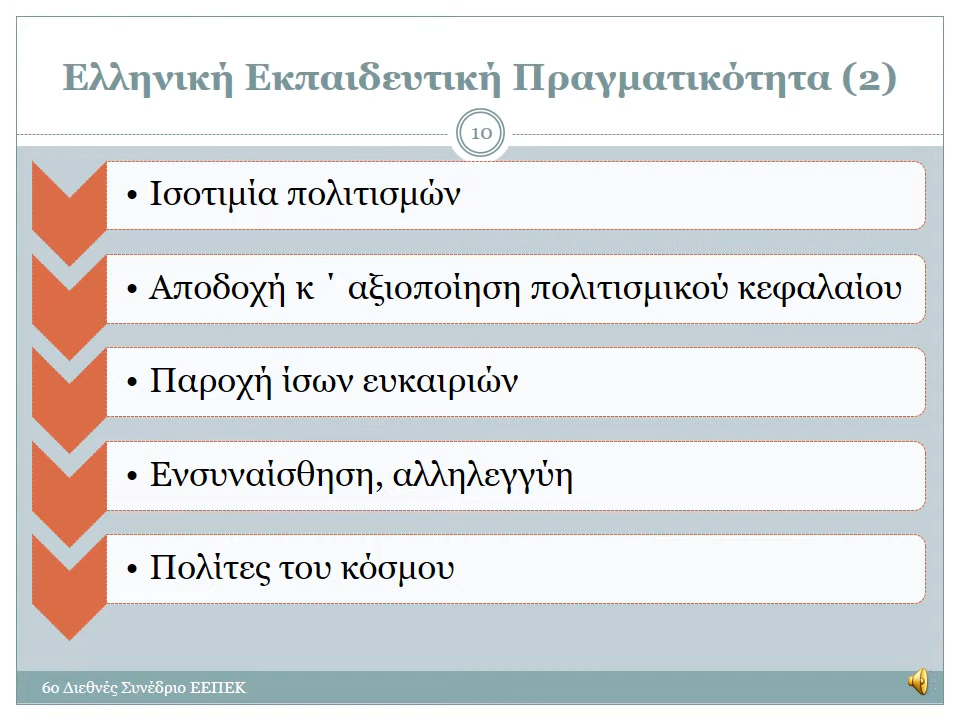 Ελληνική Εκπαιδευτική Πραγματικότητα (2)
10
• Ισοτιμία πολιτισμών
• Αποδοχή κ ΄ αξιοποίηση πολιτισμικού κεφαλαίου
• Παροχή ίσων ευκαιριών
• Ενσυναίσθηση, αλληλεγγύη
• Πολίτες του κόσμου
6ο Διεθνές Συνέδριο ΕΕΠΕΚ